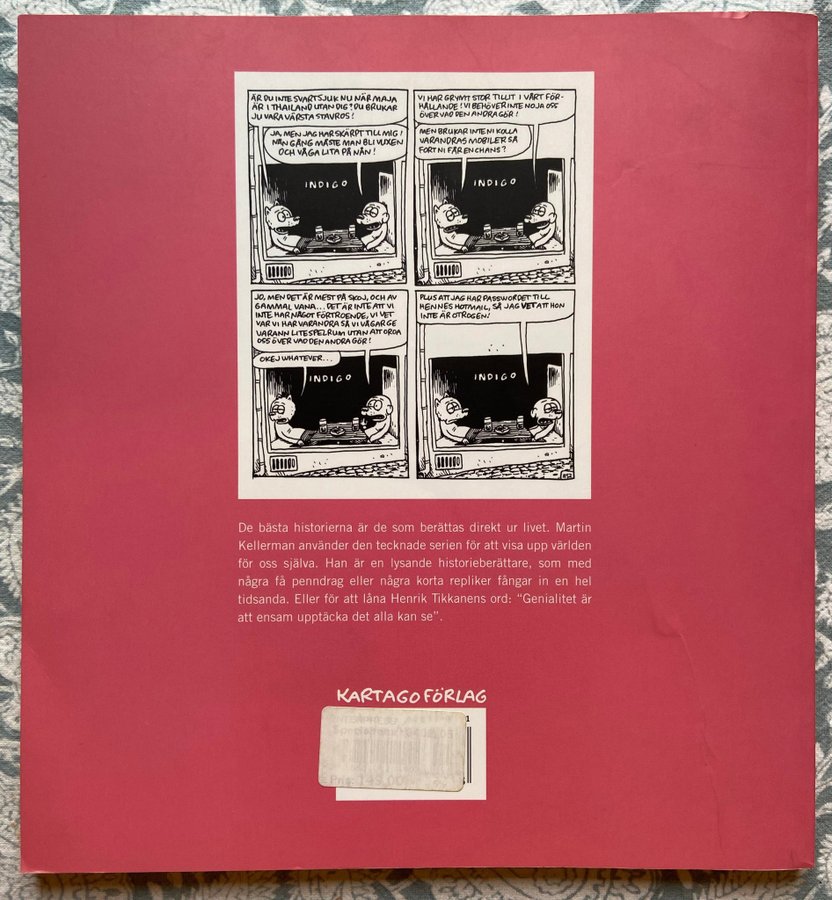 ÄR DU INTE SVARTSJUK NU NÄR MAJA
ÄR I THAILAND UTAN DIG? DU BRUKAR
JU VARA VÄRSTA STAVROS!
JA, MEN JAG HAR SKÄRPT TILL MIG!
NÅN GÅNG MÅSTE MAN BLI VUXEN
OCH VÅGA LITA PÅ NÅN!
INDIGO
VI HAR GRYMT STOR TILLIT I VÅRT FÖR-
HÅLLANDE! VI BEHÖVER INTE NOJA OSS
ÖVER VAD DEN ANDRA GÖR!
MEN BRUKAR INTE NI KOLLA
VARANDRAS MOBILER SÅ
FORT NI FÅR EN CHANS?
INDIGO
JO, MEN DET ÄR MEST PÅ SKOJ, OCH AV
GAMMAL VANA... DET ÄR INTE ATT VI
INTE HAR NÅGOT FÖRTROENDE, VI VET
VAR VI HAR VARANDRA SÅ VI VÅGAR GE
VARANN LITE SPELRUM UTAN ATT OROA
OSS ÖVER VAD DEN ANDRA GÖR!
OKEJ WHATEVER...
INDIGO
PLUS ATT JAG HAR PASSWORDET TILL
HENNES HOTMAIL, SÅ JAG VET ATT HON
INTE ÄR OTROGEN!
INDIGO
De bästa historierna är de som berättas direkt ur livet. Martin
Kellerman använder den tecknade serien för att visa upp världen
för oss själva. Han är en lysande historieberättare, som med
några få penndrag eller några korta repliker fångar in en hel
tidsanda. Eller för att låna Henrik Tikkanens ord: “Genialitet är
att ensam upptäcka det alla kan se”.
KARTAGO FÖRLAG
INTERPRESS
Pris: 149.00